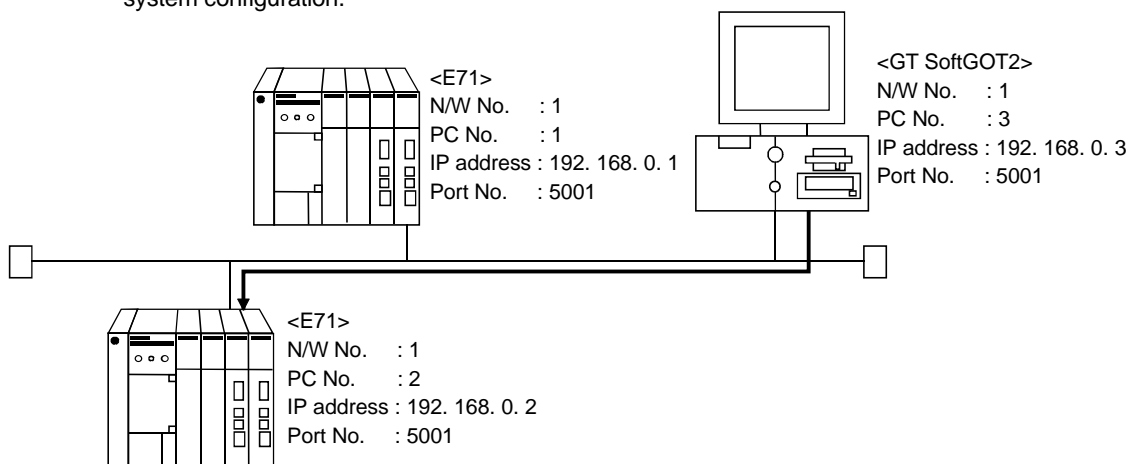 system configuration.
<E71>
N/W No. : 1
PC No. : 1
IP address : 192. 168. 0. 1
Port No. : 5001
<GT SoftGOT2>
N/W No. : 1
PC No. : 3
IP address : 192. 168. 0. 3
Port No. : 5001
<E71>
N/W No. : 1
PC No. : 2
IP address : 192. 168. 0. 2
Port No. : 5001